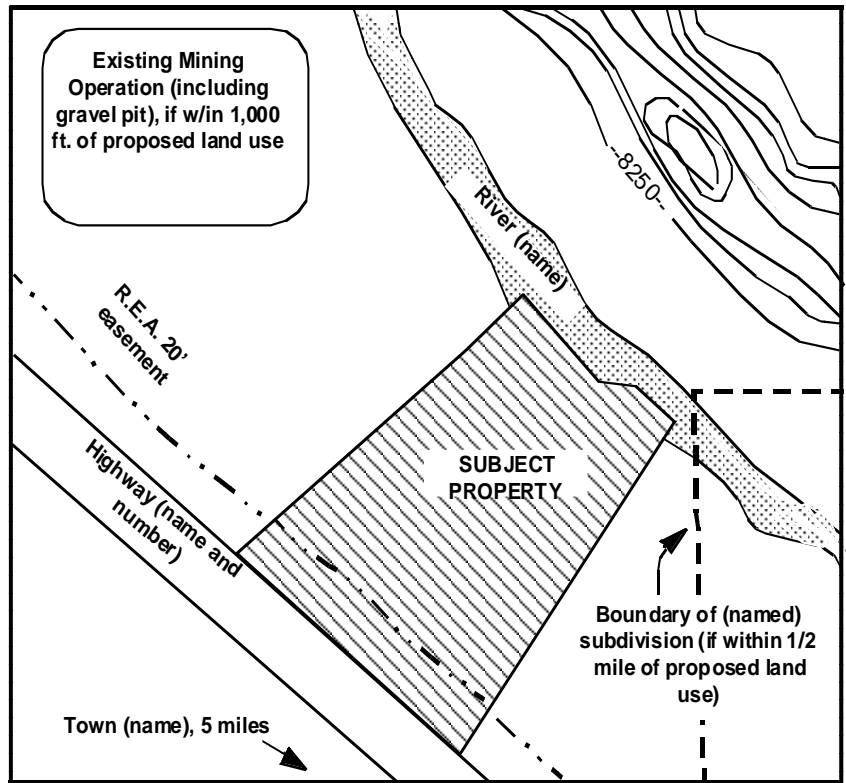 Existing Mining
Operation (including
gravel pit), if w/in 1,000
ft. of proposed land use
--8250--
River (name)
R.E.A. 20'
easement
SUBJECT
PROPERTY
Highway (name and
number)
Boundary of (named)
subdivision (if within 1/2
mile of proposed land
use)
Town (name), 5 miles